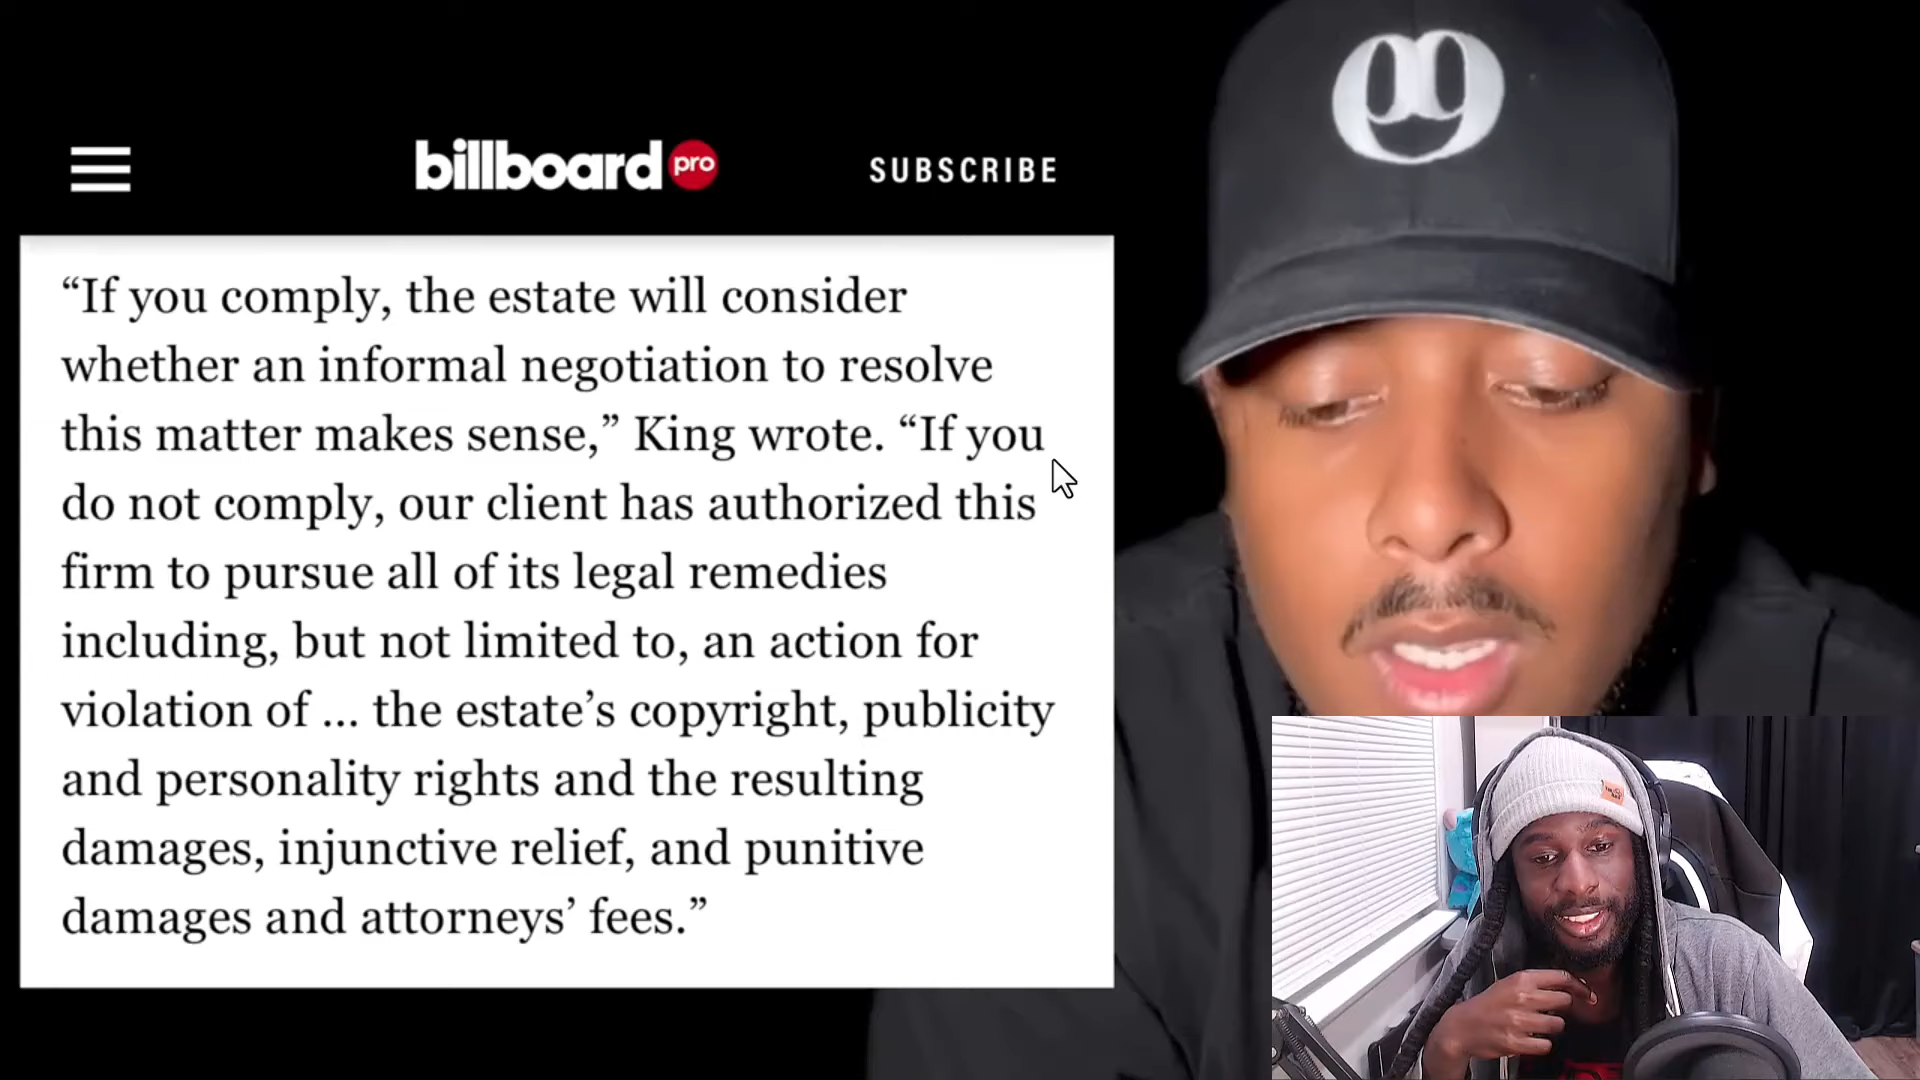 billboard pro
SUBSCRIBE
“If you comply, the estate will consider
whether an informal negotiation to resolve
this matter makes sense,” King wrote. “If you
do not comply, our client has authorized this
firm to pursue all of its legal remedies
including, but not limited to, an action for
violation of ... the estate’s copyright, publicity
and personality rights and the resulting
damages, injunctive relief, and punitive
damages and attorneys’ fees.”